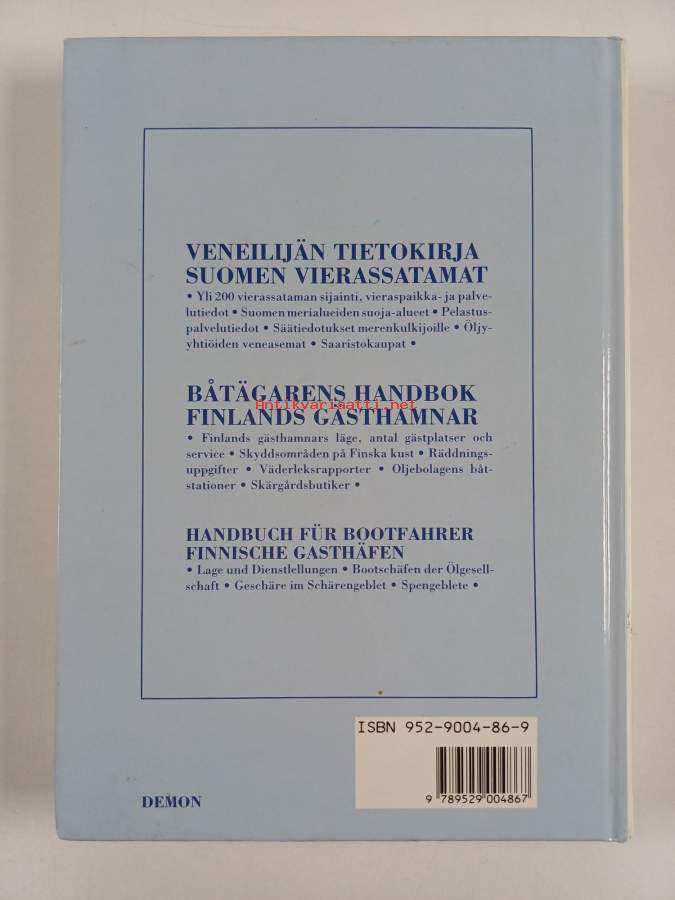 VENEILIJÄN TIETOKIRJA
SUOMEN VIERASSATAMAT
• Yli 200 vierassataman sijainti, vieraspaikka- ja palve-
lutiedot • Suomen merialueiden suoja-alueet • Pelastus-
palvelutiedot • Säätiedotukset merenkulkijoille • Öljy-
yhtiöiden veneasemat • Saaristokaupat •
BÅTÄGARENS HANDBOK
Antikvariaatti.net
FINLANDS GÄSTHAMNAR
• Finlands gästhamnars läge, antal gästplatser och
service • Skyddsområden på Finska kust • Räddnings-
uppgifter • Väderleksrapporter • Oljebolagens båt-
stationer • Skärgårdsbutiker •
HANDBUCH FÜR BOOTFAHRER
FINNISCHE GASTHÄFEN
• Lage und Dienstlellungen • Bootschäfen der Ölgesell-
schaft • Geschäre im Schärengeblet • Spengeblete •
ISBN 952-9004-86-9
9 789529 004867
DEMON